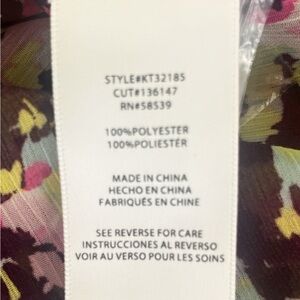 STYLE#KT32185
CUT#136147
RN#58539
100%POLYESTER
100%POLIESTER
MADE IN CHINA
HECHO EN CHINA
FABRIQUÉS EN CHINE
SEE REVERSE FOR CARE
INSTRUCCIONES AL REVERSO
VOIR AU VERSO POUR LES SOINS